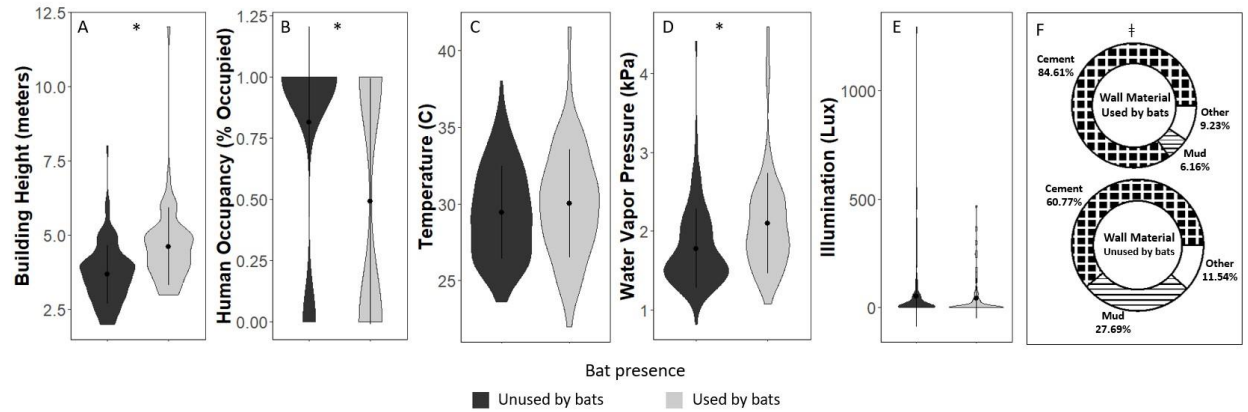 A
*
Building Height (meters)
12.5
10.0
7.5
5.0
2.5
B
*
Human Occupancy (% Occupied)
1.25
1.00
0.75
0.50
0.25
0.00
C
Temperature (C)
40
35
30
25
D
*
Water Vapor Pressure (kPa)
4
3
2
1
E
Illumination (Lux)
1000
500
0
F
ǂ
Cement
84.61%
Wall Material
Used by bats
Other
9.23%
Mud
6.16%
Cement
60.77%
Wall Material
Unused by bats
Other
11.54%
Mud
27.69%
Bat presence
Unused by bats
Used by bats